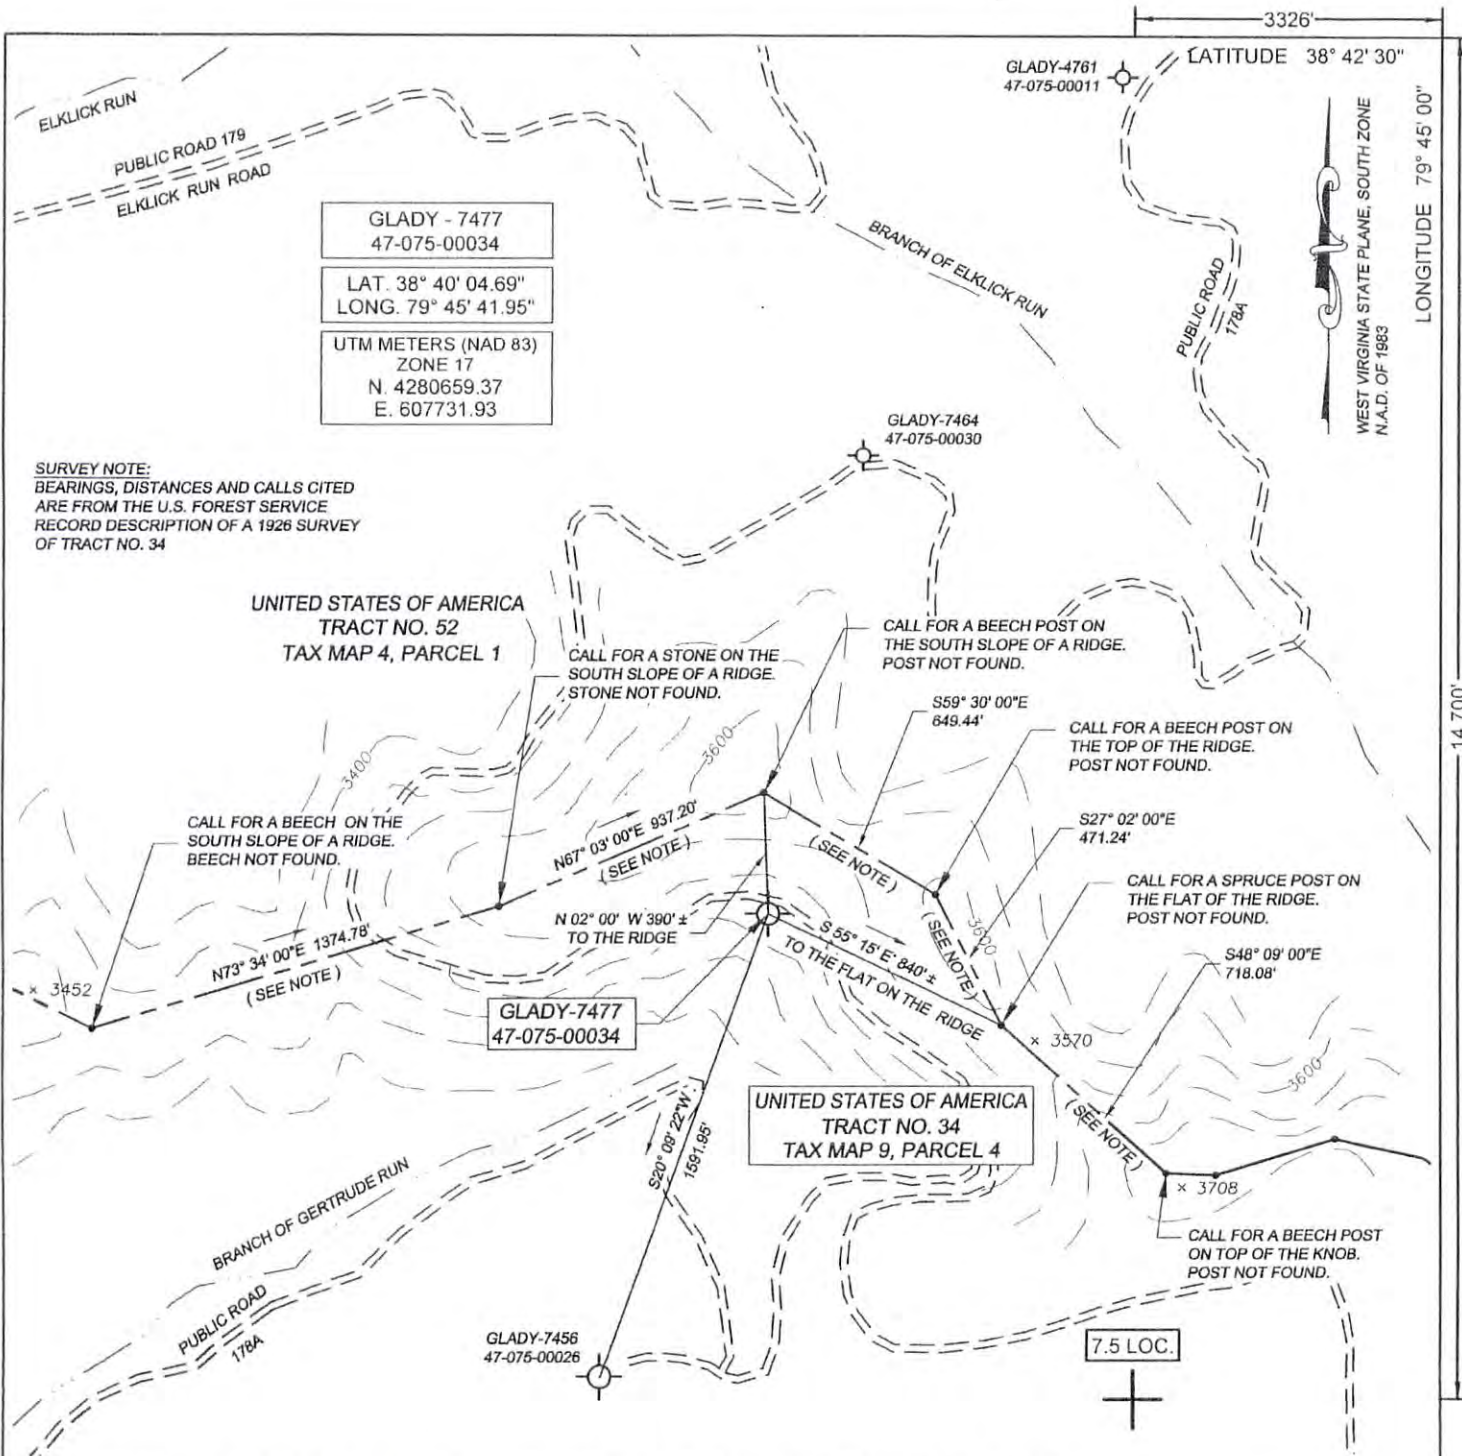 3326'
LATITUDE 38° 42' 30"
LONGITUDE 79° 45' 00"
14,700'
WEST VIRGINIA STATE PLANE, SOUTH ZONE
N.A.D. OF 1983
GLADY-4761
47-075-00011
ELKLICK RUN
PUBLIC ROAD 179
ELKLICK RUN ROAD
GLADY - 7477
47-075-00034
LAT. 38° 40' 04.69"
LONG. 79° 45' 41.95"
UTM METERS (NAD 83)
ZONE 17
N. 4280659.37
E. 607731.93
BRANCH OF ELKLICK RUN
PUBLIC ROAD
178A
GLADY-7464
47-075-00030
SURVEY NOTE:
BEARINGS, DISTANCES AND CALLS CITED
ARE FROM THE U.S. FOREST SERVICE
RECORD DESCRIPTION OF A 1926 SURVEY
OF TRACT NO. 34
UNITED STATES OF AMERICA
TRACT NO. 52
TAX MAP 4, PARCEL 1
CALL FOR A STONE ON THE
SOUTH SLOPE OF A RIDGE.
STONE NOT FOUND.
CALL FOR A BEECH POST ON
THE SOUTH SLOPE OF A RIDGE.
POST NOT FOUND.
S59° 30' 00"E
649.44'
CALL FOR A BEECH POST ON
THE TOP OF THE RIDGE.
POST NOT FOUND.
3400
3600
CALL FOR A BEECH ON THE
SOUTH SLOPE OF A RIDGE.
BEECH NOT FOUND.
N67° 03' 00"E 937.20'
(SEE NOTE)
(SEE NOTE)
S27° 02' 00"E
471.24'
CALL FOR A SPRUCE POST ON
THE FLAT OF THE RIDGE.
POST NOT FOUND.
N 02° 00' W 390' ±
TO THE RIDGE
S 55° 15' E 840' ±
TO THE FLAT ON THE RIDGE
(SEE NOTE)
3600
S48° 09' 00"E
718.08'
N73° 34' 00"E 1374.78'
(SEE NOTE)
× 3452
GLADY-7477
47-075-00034
× 3570
3600
UNITED STATES OF AMERICA
TRACT NO. 34
TAX MAP 9, PARCEL 4
(SEE NOTE)
S20° 09' 22"W
1591.95'
× 3708
BRANCH OF GERTRUDE RUN
CALL FOR A BEECH POST
ON TOP OF THE KNOB.
POST NOT FOUND.
PUBLIC ROAD
178A
GLADY-7456
47-075-00026
7.5 LOC.